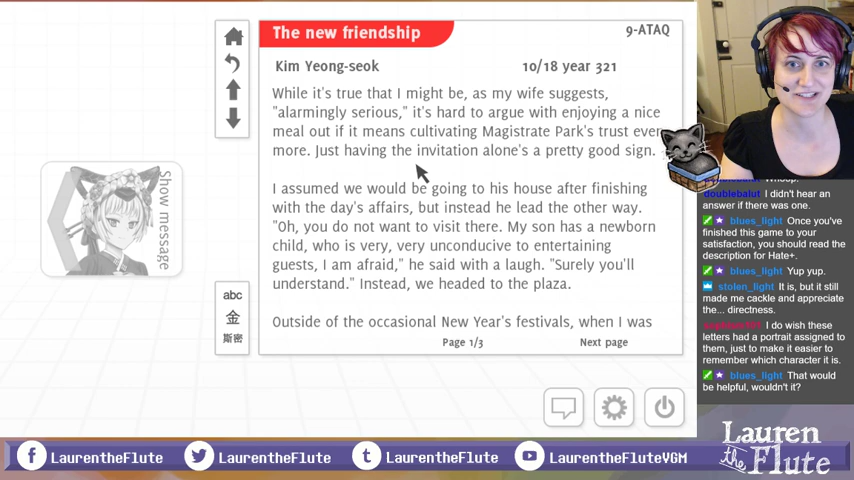 The new friendship
9-ATAQ
Kim Yeong-seok
10/18 year 321
While it's true that I might be, as my wife suggests,
"alarmingly serious," it's hard to argue with enjoying a nice
meal out if it means cultivating Magistrate Park's trust even
more. Just having the invitation alone's a pretty good sign.
I assumed we would be going to his house after finishing
with the day's affairs, but instead he lead the other way.
"Oh, you do not want to visit there. My son has a newborn
child, who is very, very unconducive to entertaining
guests, I am afraid," he said with a laugh. "Surely you'll
understand." Instead, we headed to the plaza.
Outside of the occasional New Year's festivals, when I was
Page 1/3
Next page
Show message
abc
金
斯密
doublebalut I didn't hear an
answer if there was one.
blues_light Once you've
finished this game to your
satisfaction, you should read the
description for Hate+.
blues_light Yup yup.
stolen_light It is, but it still
made me cackle and appreciate
the... directness.
I do wish these
letters had a portrait assigned to
them, just to make it easier to
remember which character it is.
blues_light That would
be helpful, wouldn't it?
LaurentheFlute
LaurentheFlute
LaurentheFlute
LaurentheFluteVGM
Lauren
the Flute